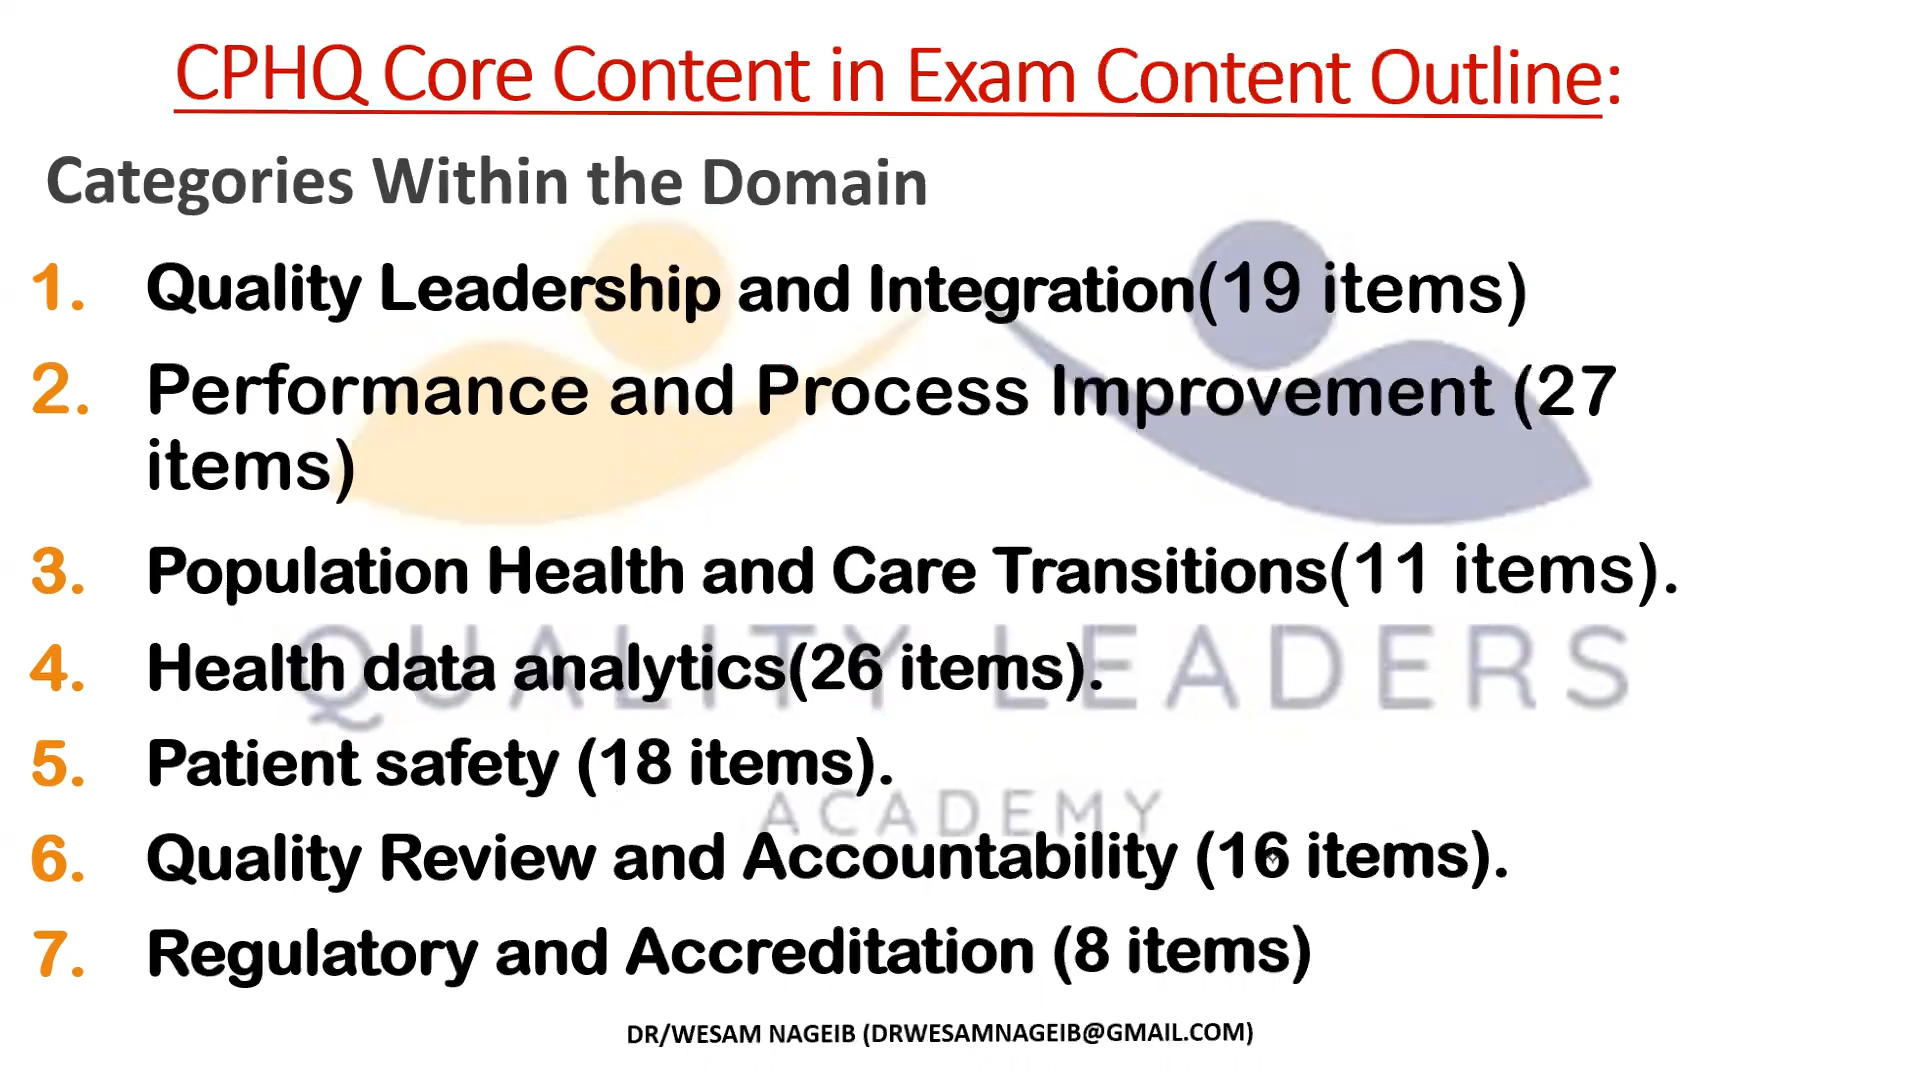 CPHQ Core Content in Exam Content Outline:
Categories Within the Domain
1. Quality Leadership and Integration(19 items)
2. Performance and Process Improvement (27
items)
3. Population Health and Care Transitions(11 items).
QUALITY LEADERS
4. Health data analytics(26 items).
5. Patient safety (18 items).
ACADEMY
6. Quality Review and Accountability (16 items).
7. Regulatory and Accreditation (8 items)
DR/WESAM NAGEIB (DRWESAMNAGEIB@GMAIL.COM)